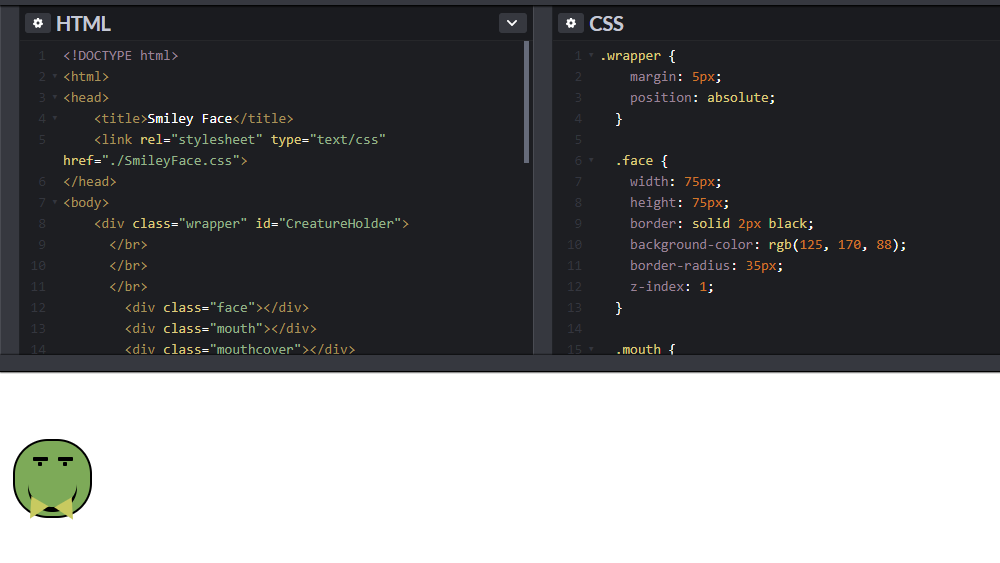 HTML
1 <!DOCTYPE html>
2 <html>
3 <head>
4 <title>Smiley Face</title>
5 <link rel="stylesheet" type="text/css"
href="./SmileyFace.css">
6 </head>
7 <body>
8 <div class="wrapper" id="CreatureHolder">
9 </br>
10 </br>
11 </br>
12 <div class="face"></div>
13 <div class="mouth"></div>
14 <div class="mouthcover"></div>
CSS
1 .wrapper {
2 margin: 5px;
3 position: absolute;
4 }
5
6 .face {
7 width: 75px;
8 height: 75px;
9 border: solid 2px black;
10 background-color: rgb(125, 170, 88);
11 border-radius: 35px;
12 z-index: 1;
13 }
14
15 .mouth {